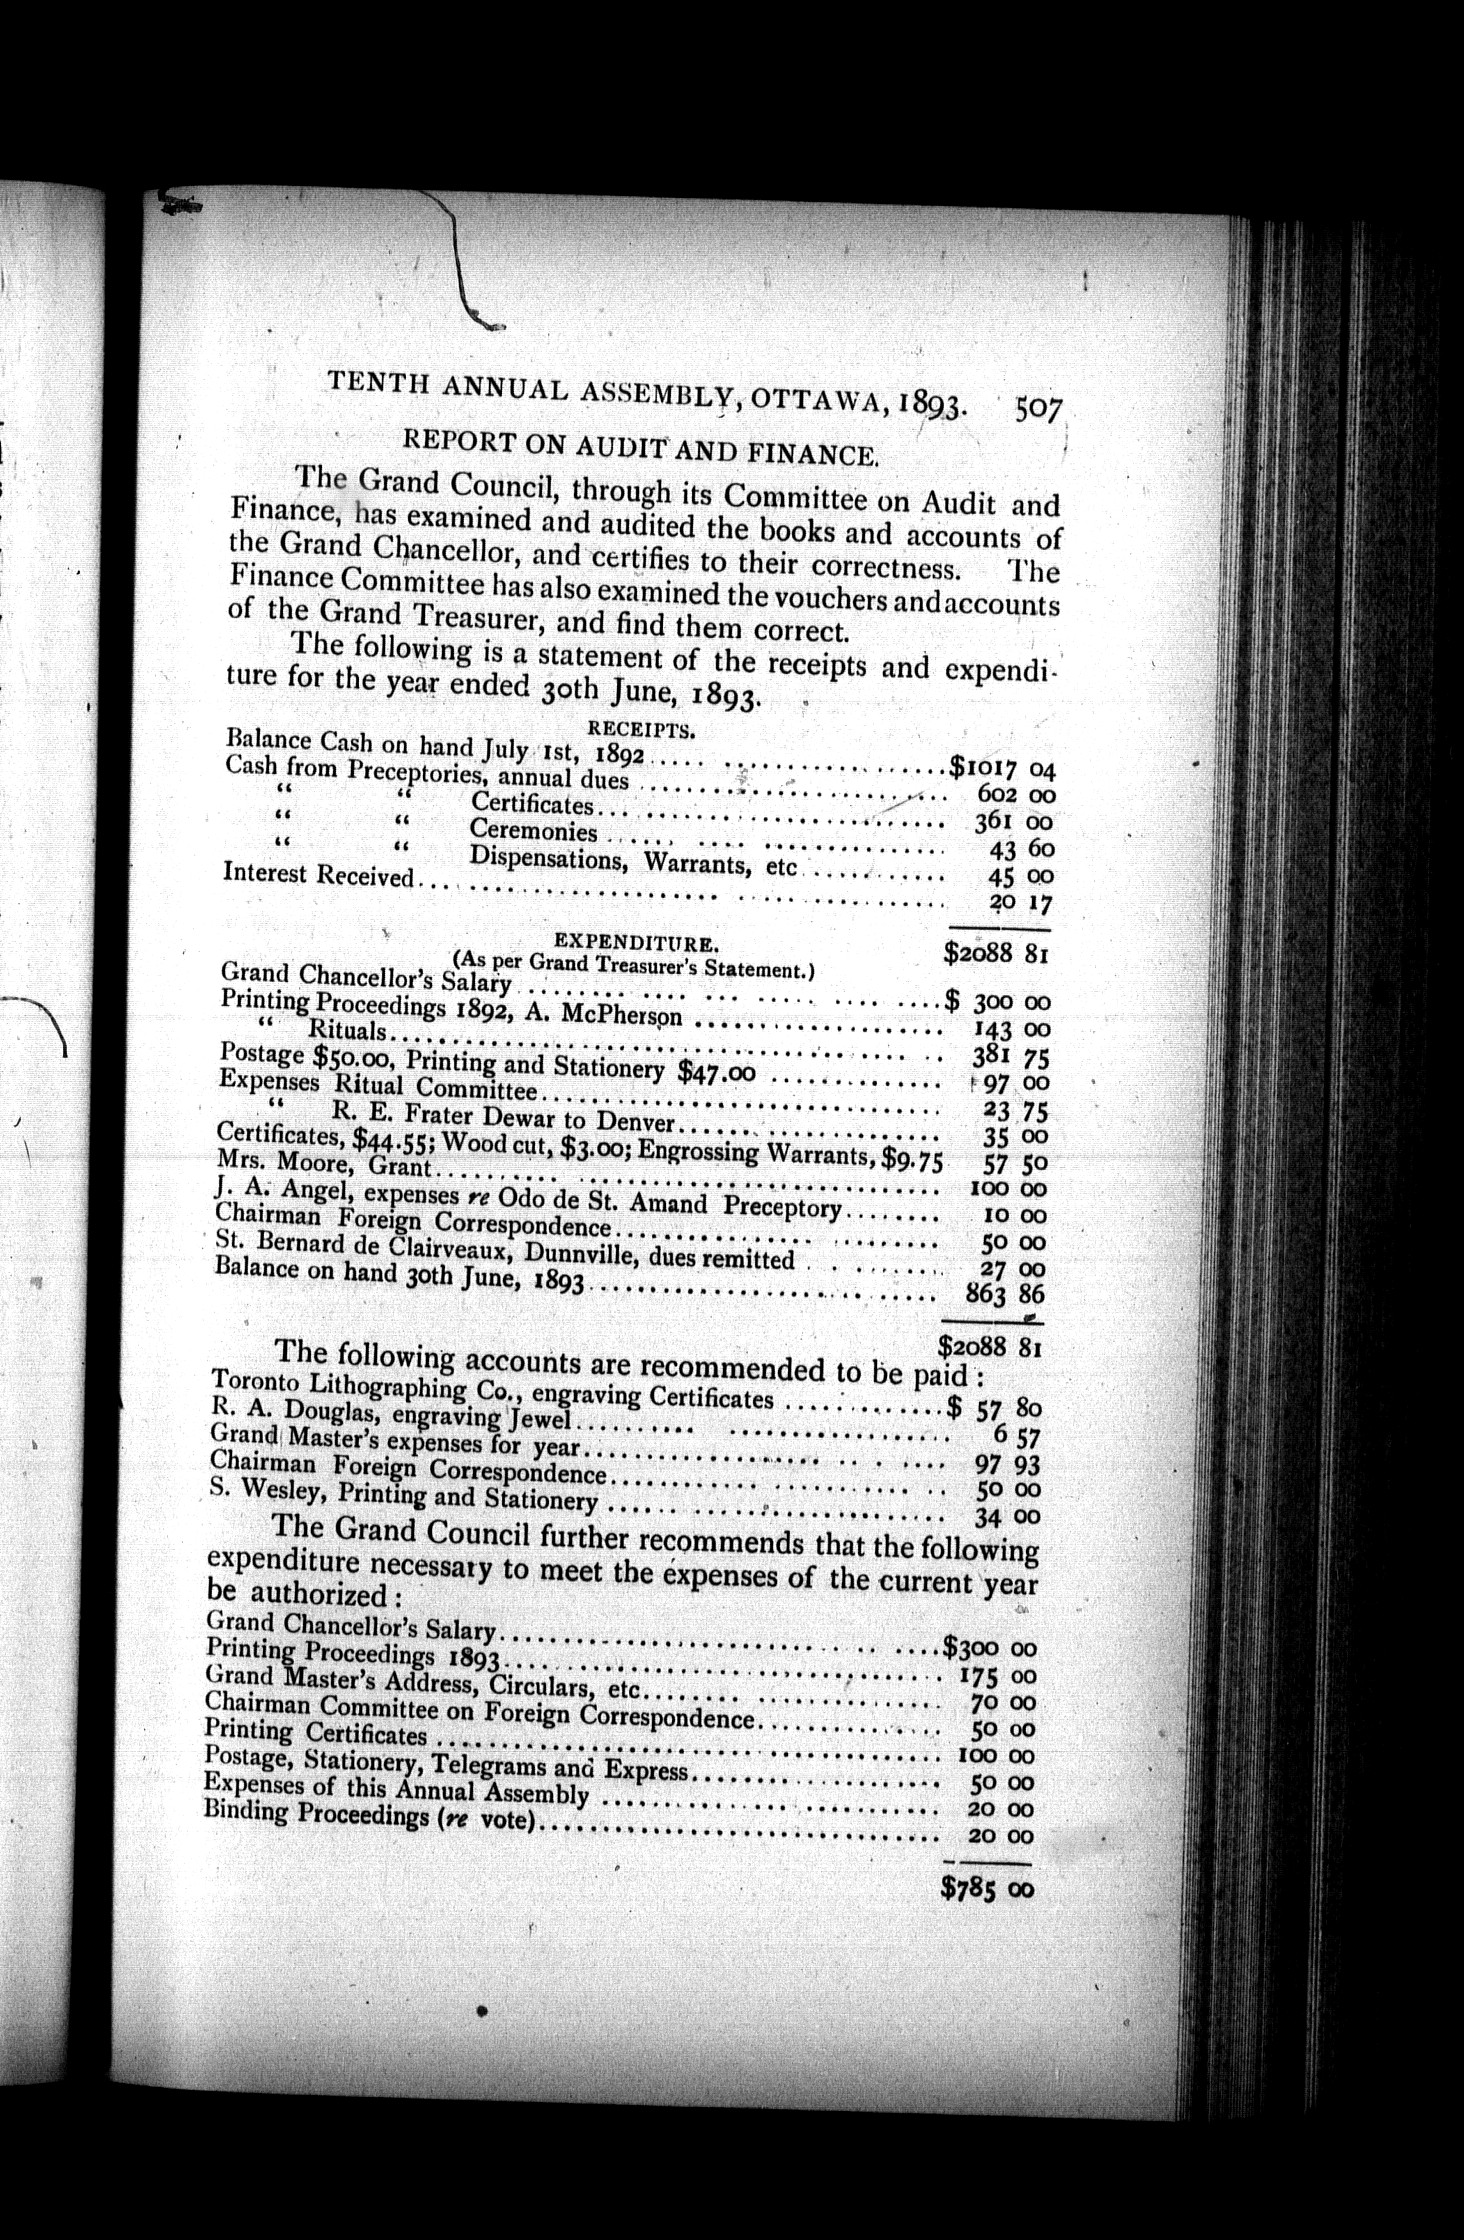 TENTH ANNUAL ASSEMBLY, OTTAWA, 1893. 507
REPORT ON AUDIT AND FINANCE.
The Grand Council, through its Committee on Audit and
Finance, has examined and audited the books and accounts of
the Grand Chancellor, and certifies to their correctness. The
Finance Committee has also examined the vouchers and accounts
of the Grand Treasurer, and find them correct.
The following is a statement of the receipts and expendi-
ture for the year ended 30th June, 1893.
RECEIPTS.
Balance Cash on hand July 1st, 1892 ..... $1017 04
Cash from Preceptories, annual dues ..... 602 00
“ “ Certificates ..... 361 00
“ “ Ceremonies ..... 43 60
“ “ Dispensations, Warrants, etc ..... 45 00
Interest Received ..... 20 17
$2088 81
EXPENDITURE.
(As per Grand Treasurer's Statement.)
Grand Chancellor's Salary ..... $ 300 00
Printing Proceedings 1892, A. McPherson ..... 143 00
“ Rituals ..... 381 75
Postage $50.00, Printing and Stationery $47.00 ..... 97 00
Expenses Ritual Committee ..... 23 75
“ R. E. Frater Dewar to Denver ..... 35 00
Certificates, $44.55; Wood cut, $3.00; Engrossing Warrants, $9.75 57 50
Mrs. Moore, Grant ..... 100 00
J. A. Angel, expenses re Odo de St. Amand Preceptory ..... 10 00
Chairman Foreign Correspondence ..... 50 00
St. Bernard de Clairveaux, Dunnville, dues remitted ..... 27 00
Balance on hand 30th June, 1893 ..... 863 86
$2088 81
The following accounts are recommended to be paid :
Toronto Lithographing Co., engraving Certificates ..... $ 57 80
R. A. Douglas, engraving Jewel ..... 6 57
Grand Master's expenses for year ..... 97 93
Chairman Foreign Correspondence ..... 50 00
S. Wesley, Printing and Stationery ..... 34 00
The Grand Council further recommends that the following
expenditure necessary to meet the expenses of the current year
be authorized :
Grand Chancellor's Salary ..... $300 00
Printing Proceedings 1893 ..... 175 00
Grand Master's Address, Circulars, etc ..... 70 00
Chairman Committee on Foreign Correspondence ..... 50 00
Printing Certificates ..... 100 00
Postage, Stationery, Telegrams and Express ..... 50 00
Expenses of this Annual Assembly ..... 20 00
Binding Proceedings (re vote) ..... 20 00
$785 00